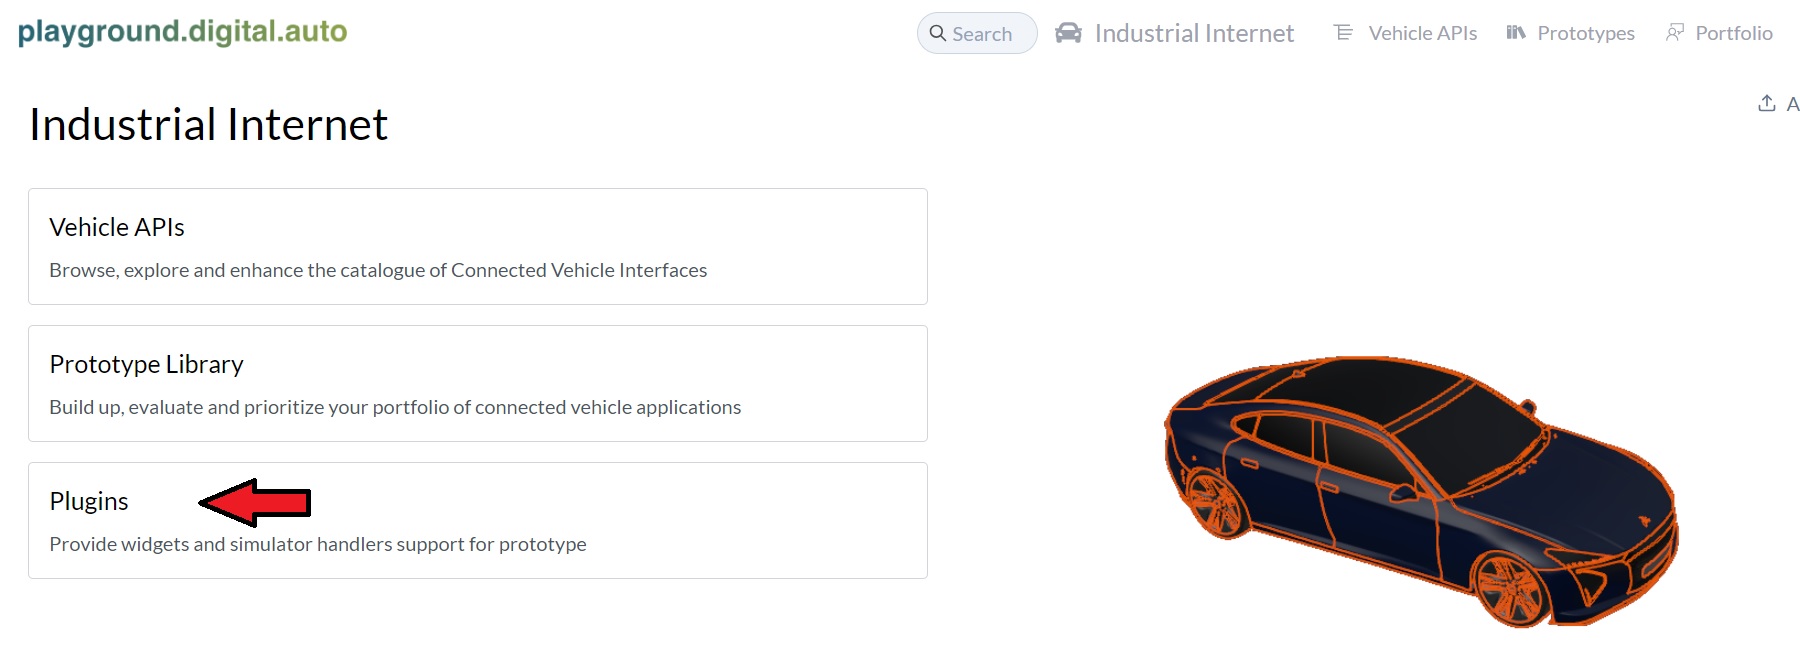 playground.digital.auto
Search
Industrial Internet
Vehicle APIs
Prototypes
Portfolio
A
Industrial Internet
Vehicle APIs
Browse, explore and enhance the catalogue of Connected Vehicle Interfaces
Prototype Library
Build up, evaluate and prioritize your portfolio of connected vehicle applications
Plugins
Provide widgets and simulator handlers support for prototype